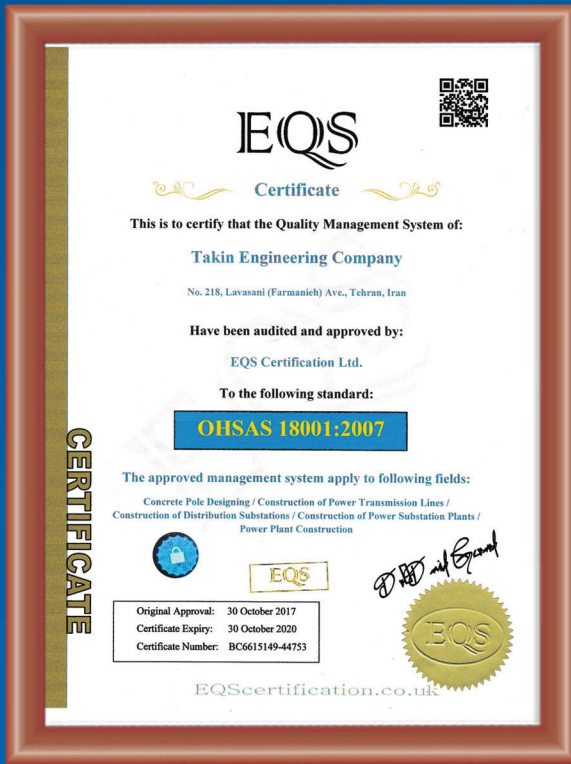 EQS
Certificate
This is to certify that the Quality Management System of:
Takin Engineering Company
No. 218, Lavasani (Farmanieh) Ave., Tehran, Iran
Have been audited and approved by:
EQS Certification Ltd.
To the following standard:
OHSAS 18001:2007
The approved management system apply to following fields:
Concrete Pole Designing / Construction of Power Transmission Lines /
Construction of Distribution Substations / Construction of Power Substation Plants /
Power Plant Construction
CERTIFICATE
EQS
Original Approval: 30 October 2017
Certificate Expiry: 30 October 2020
Certificate Number: BC6615149-44753
EQS
EQScertification.co.uk
EQS